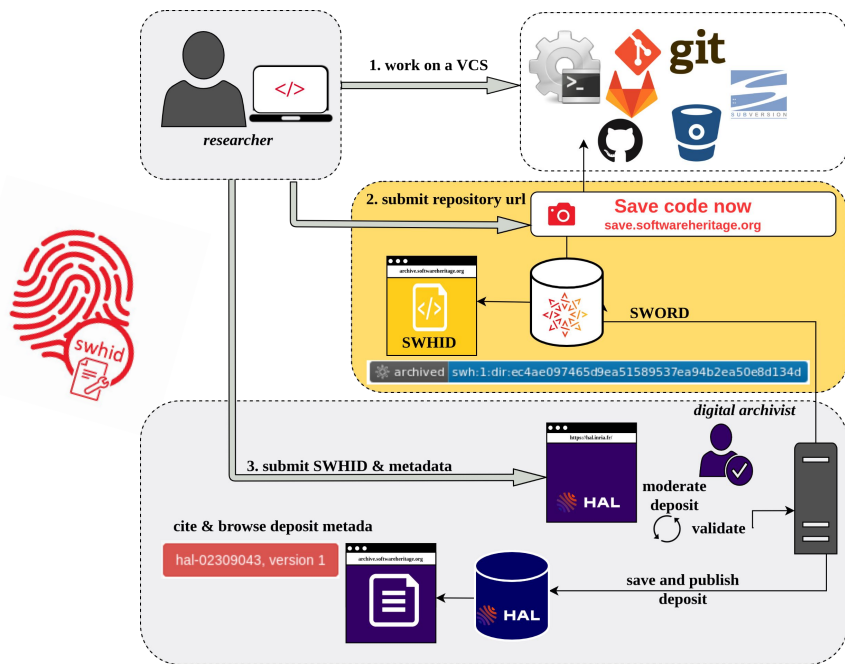 1. work on a VCS
git
</>
>_
SUBVERSION
researcher
2. submit repository url
Save code now
save.softwareheritage.org
archive.softwareheritage.org
</>
SWHID
SWORD
swhid
archived swh:1:dir:ec4ae097465d9ea51589537ea94b2ea50e8d134d
digital archivist
https://hal.inria.fr/
3. submit SWHID & metadata
HAL
moderate
deposit
validate
cite & browse deposit metada
hal-02309043, version 1
archive.softwareheritage.org
HAL
save and publish
deposit